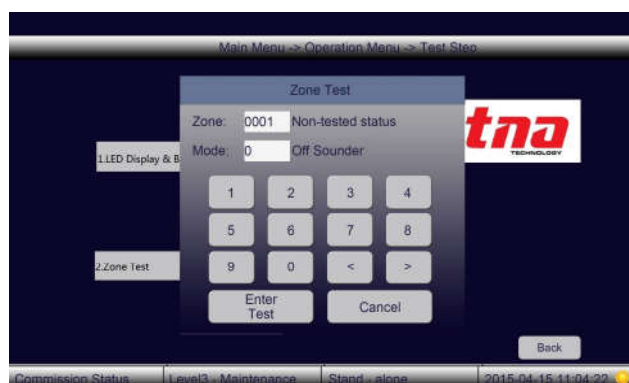 Main Menu -> Operation Menu -> Test Step
Zone Test
Zone: 0001 Non-tested status
Mode: 0 Off Sounder
tna
TECHNOLOGY
1.LED Display & B
1 2 3 4
5 6 7 8
2.Zone Test
9 0 < >
Enter Test
Cancel
Back
Commission Status Level3 - Maintenance Stand - alone 2015-04-15 11:04:22